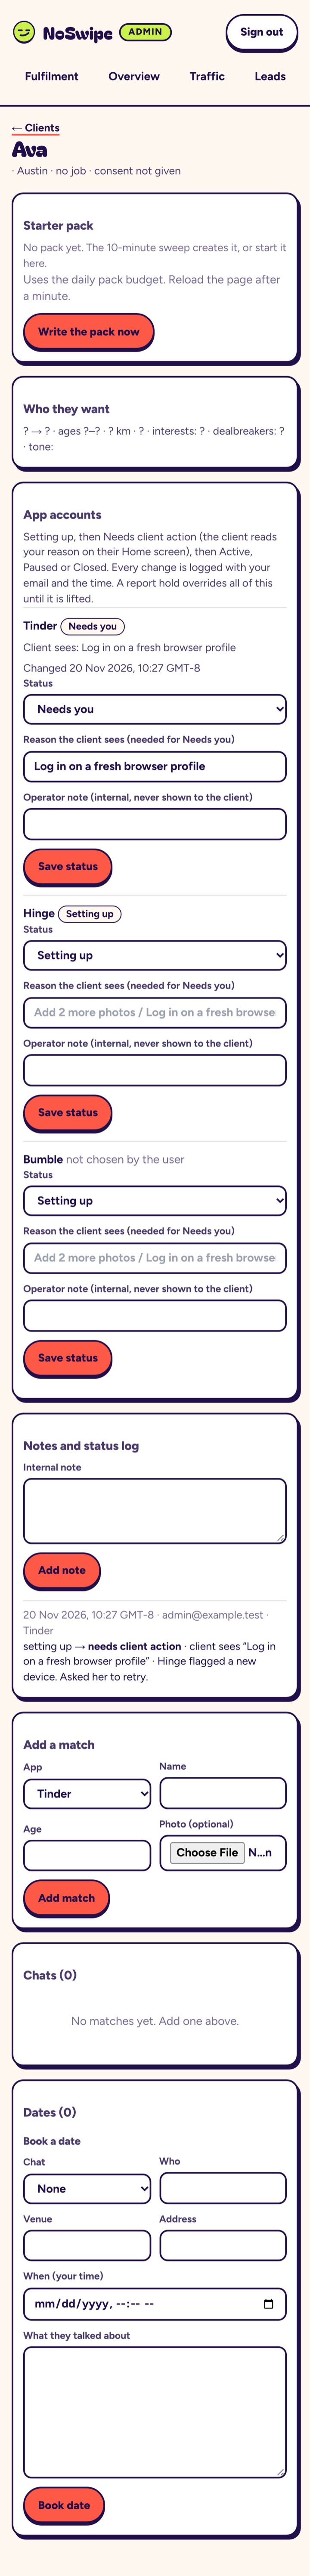 NoSwipe ADMIN Sign out
Fulfilment Overview Traffic Leads
← Clients
Ava
· Austin · no job · consent not given
Starter pack
No pack yet. The 10-minute sweep creates it, or start it
here.
Uses the daily pack budget. Reload the page after
a minute.
Write the pack now
Who they want
? → ? · ages ?–? · ? km · ? · interests: ? · dealbreakers: ?
· tone:
App accounts
Setting up, then Needs client action (the client reads
your reason on their Home screen), then Active,
Paused or Closed. Every change is logged with your
email and the time. A report hold overrides all of this
until it is lifted.
Tinder Needs you
Client sees: Log in on a fresh browser profile
Changed 20 Nov 2026, 10:27 GMT-8
Status
Needs you
Reason the client sees (needed for Needs you)
Log in on a fresh browser profile
Operator note (internal, never shown to the client)
Save status
Hinge Setting up
Status
Setting up
Reason the client sees (needed for Needs you)
Add 2 more photos / Log in on a fresh browse
Operator note (internal, never shown to the client)
Save status
Bumble not chosen by the user
Status
Setting up
Reason the client sees (needed for Needs you)
Add 2 more photos / Log in on a fresh browse
Operator note (internal, never shown to the client)
Save status
Notes and status log
Internal note
Add note
20 Nov 2026, 10:27 GMT-8 · admin@example.test ·
Tinder
setting up → needs client action · client sees "Log in
on a fresh browser profile" · Hinge flagged a new
device. Asked her to retry.
Add a match
App Name
Tinder
Age Photo (optional)
Choose File N...n
Add match
Chats (0)
No matches yet. Add one above.
Dates (0)
Book a date
Chat Who
None
Venue Address
When (your time)
mm/dd/yyyy, --:-- --
What they talked about
Book date